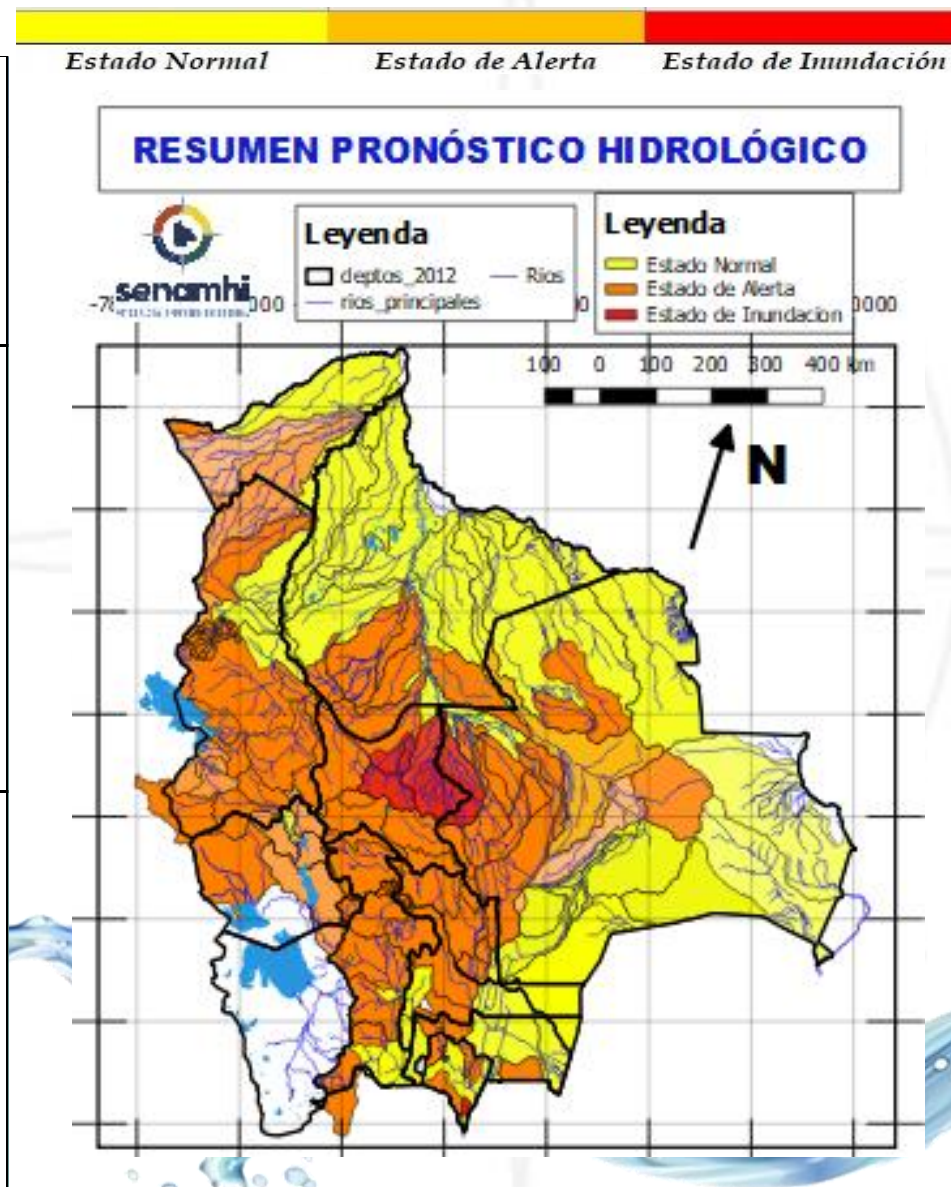 Estado Normal Estado de Alerta Estado de Inundación
RESUMEN PRONÓSTICO HIDROLÓGICO
senamhi
Leyenda
deptos_2012 Rios
rios_principales
Leyenda
Estado Normal
Estado de Alerta
Estado de Inundacion
100 0 100 200 300 400 km
N